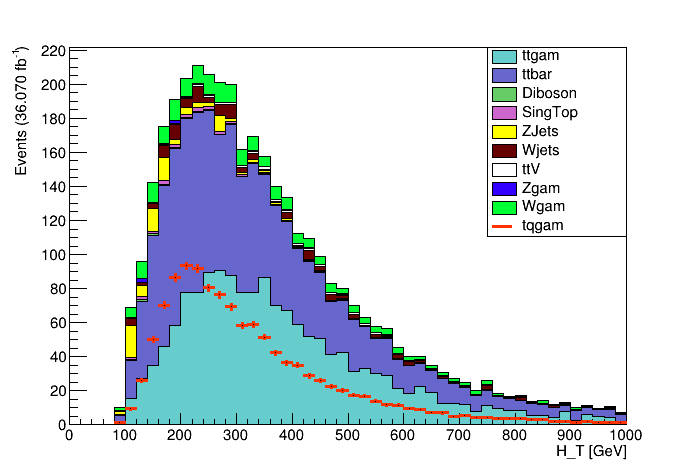 Events (36.070 fb⁻¹)
220
200
180
160
140
120
100
80
60
40
20
0
ttgam
ttbar
Diboson
SingTop
ZJets
Wjets
ttV
Zgam
Wgam
tqgam
0 100 200 300 400 500 600 700 800 900 1000
H_T [GeV]